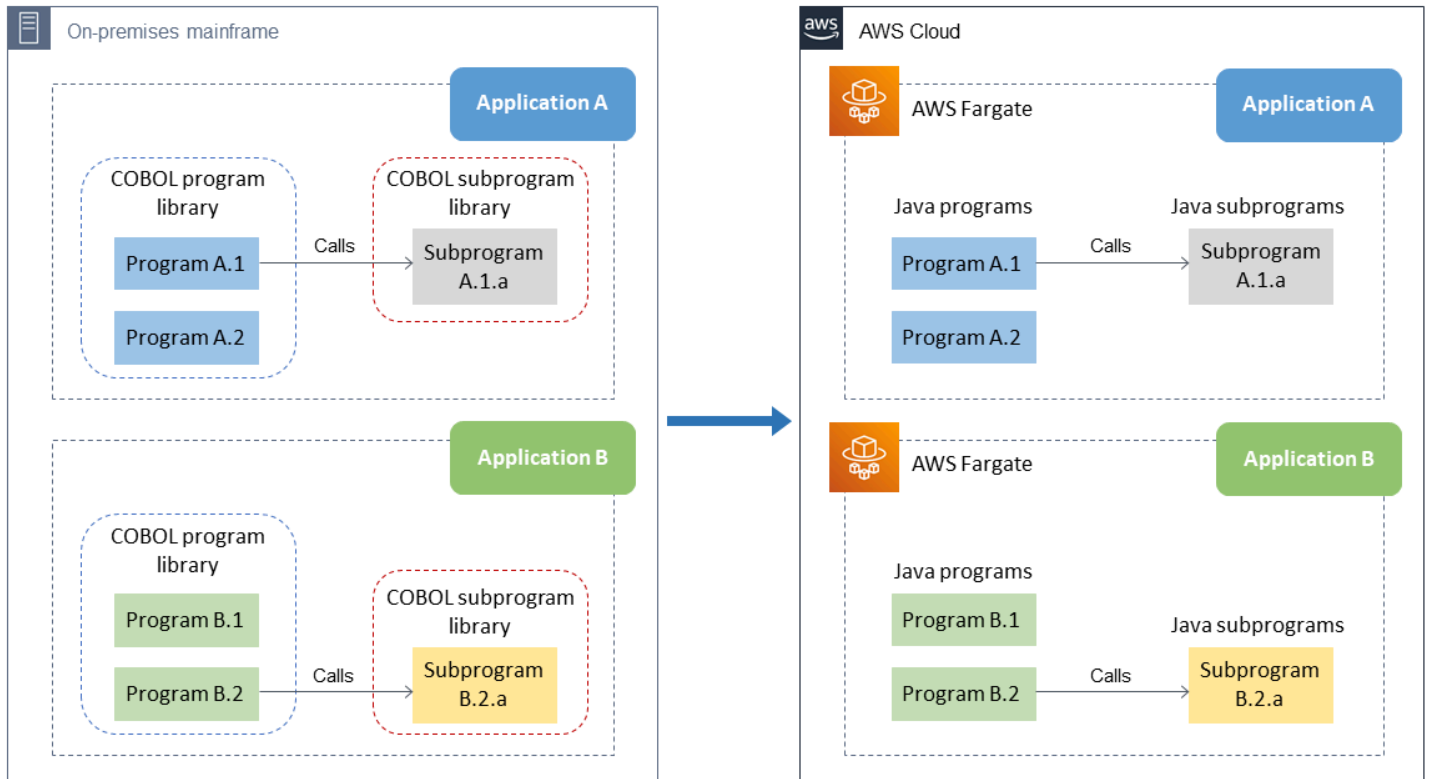 On-premises mainframe
Application A
COBOL program
library
COBOL subprogram
library
Program A.1
Calls
Subprogram
A.1.a
Program A.2
Application B
COBOL program
library
Program B.1
COBOL subprogram
library
Program B.2
Calls
Subprogram
B.2.a
aws
AWS Cloud
AWS Fargate
Application A
Java programs
Java subprograms
Program A.1
Calls
Subprogram
A.1.a
Program A.2
AWS Fargate
Application B
Java programs
Program B.1
Java subprograms
Program B.2
Calls
Subprogram
B.2.a